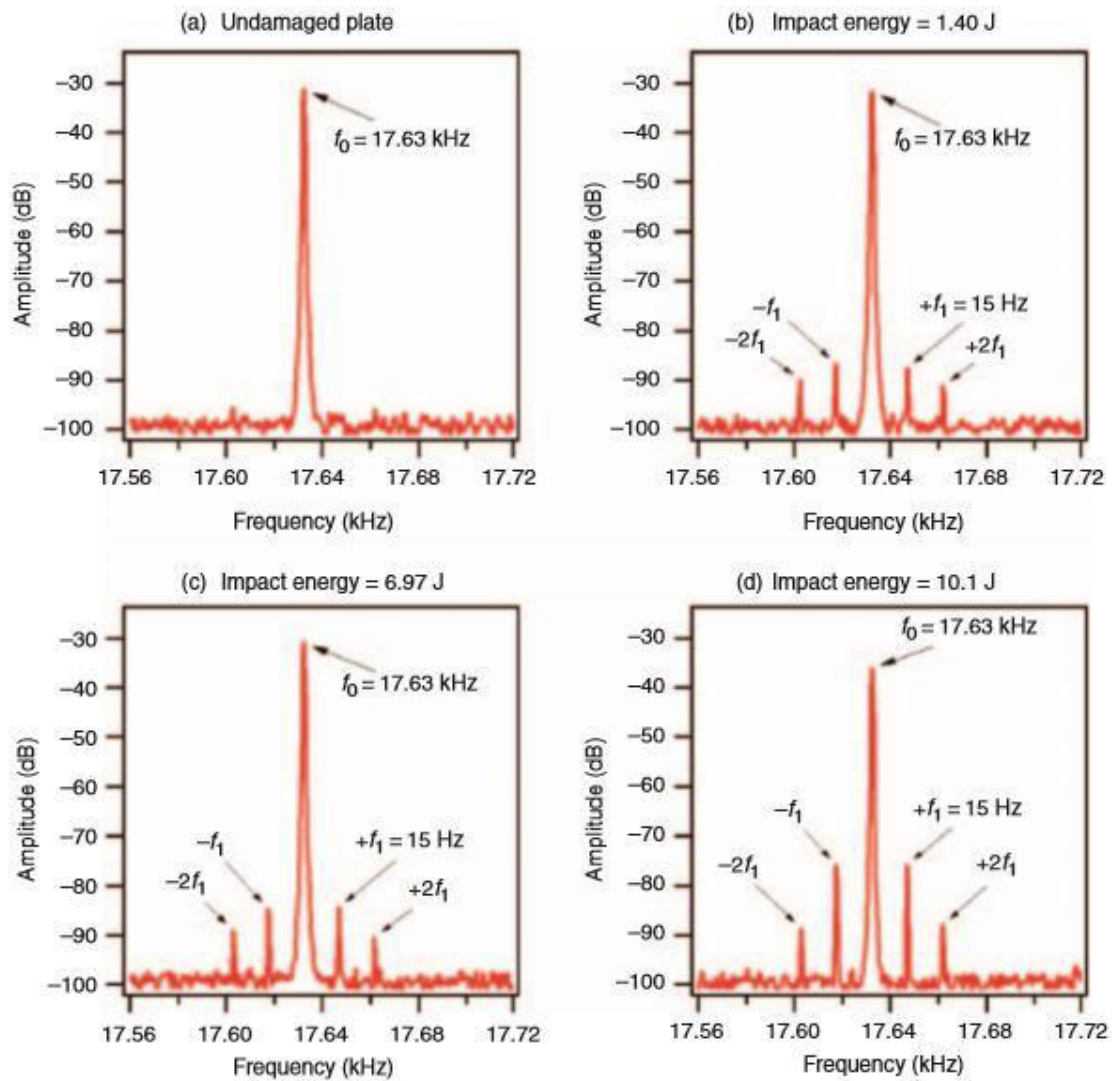 (a) Undamaged plate
−30
−40
−50
−60
−70
−80
−90
−100
Amplitude (dB)
f0 = 17.63 kHz
17.56
17.60
17.64
17.68
17.72
Frequency (kHz)
(b) Impact energy = 1.40 J
−30
−40
−50
−60
−70
−80
−90
−100
Amplitude (dB)
f0 = 17.63 kHz
−f1
+f1 = 15 Hz
−2f1
+2f1
17.56
17.60
17.64
17.68
17.72
Frequency (kHz)
(c) Impact energy = 6.97 J
−30
−40
−50
−60
−70
−80
−90
−100
Amplitude (dB)
f0 = 17.63 kHz
−f1
+f1 = 15 Hz
−2f1
+2f1
17.56
17.60
17.64
17.68
17.72
Frequency (kHz)
(d) Impact energy = 10.1 J
f0 = 17.63 kHz
−30
−40
−50
−60
−70
−80
−90
−100
Amplitude (dB)
−f1
+f1 = 15 Hz
−2f1
+2f1
17.56
17.60
17.64
17.68
17.72
Frequency (kHz)